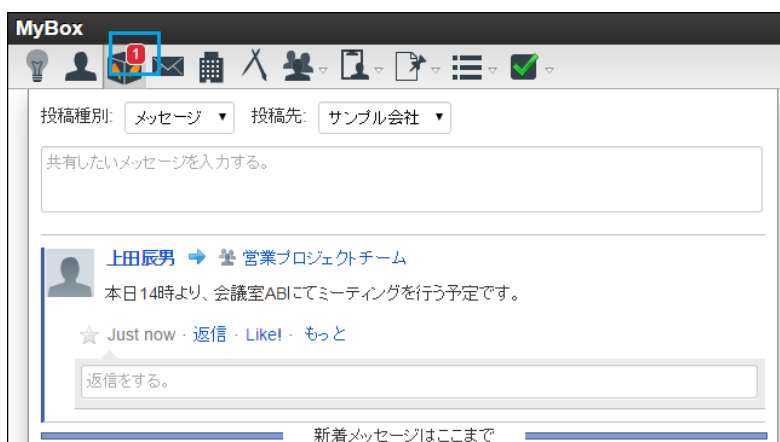 MyBox
1
投稿種別: メッセージ 投稿先: サンプル会社
共有したいメッセージを入力する。
上田辰男 営業プロジェクトチーム
本日14時より、会議室ABにてミーティングを行う予定です。
Just now · 返信 · Like! · もっと
返信をする。
新着メッセージはここまで